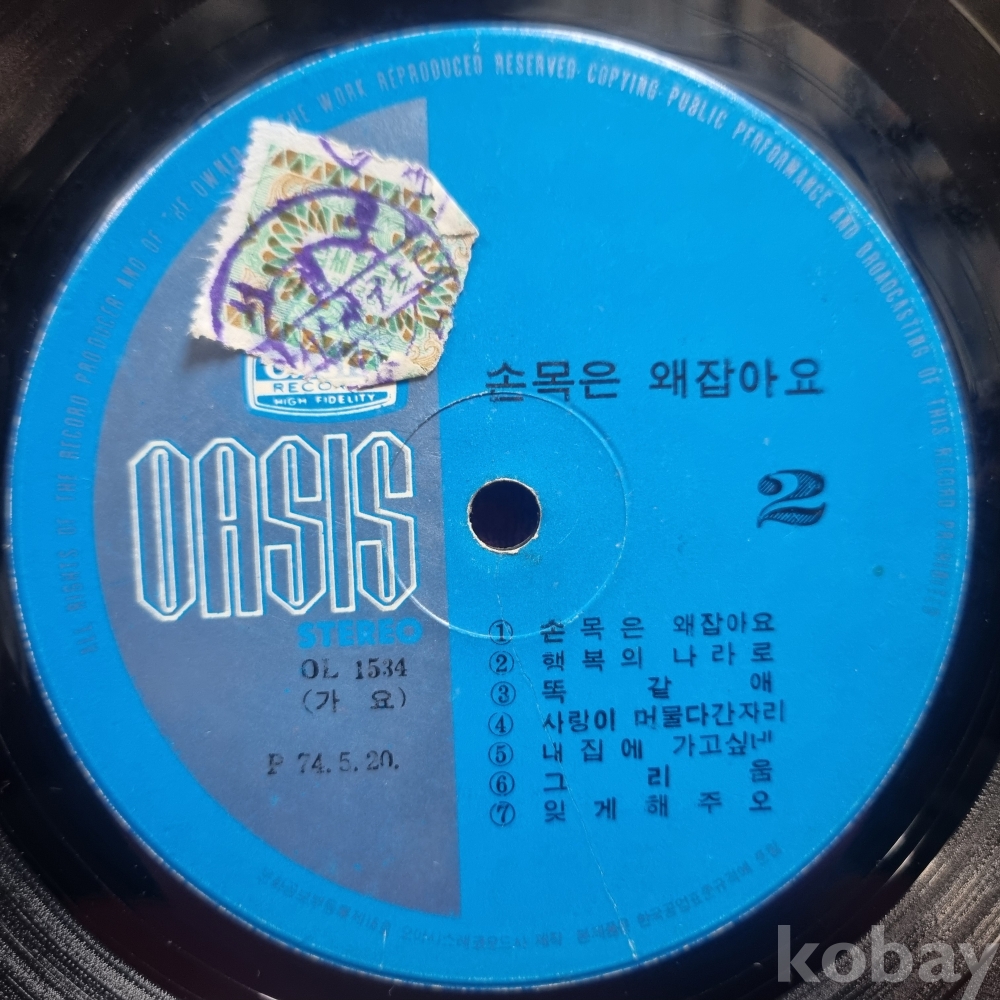 THE WORK REPRODUCED RESERVED· COPYING· PUBLIC PERFORMANCE AND BROADCASTING OF THIS RECORD
OF THE RECORD PRODUCER AND OF THE OWNER
RECORD
HIGH FIDELITY
손목은 왜잡아요
OASIS
2
STEREO
OL 1534
(가 요)
P 74.5.20.
① 손목은 왜잡아요
② 행복의 나라로
③ 똑 같 애
④ 사랑이 머물다간자리
⑤ 내집에 가고싶네
⑥ 그 리 움
⑦ 잊게해주오
kobay